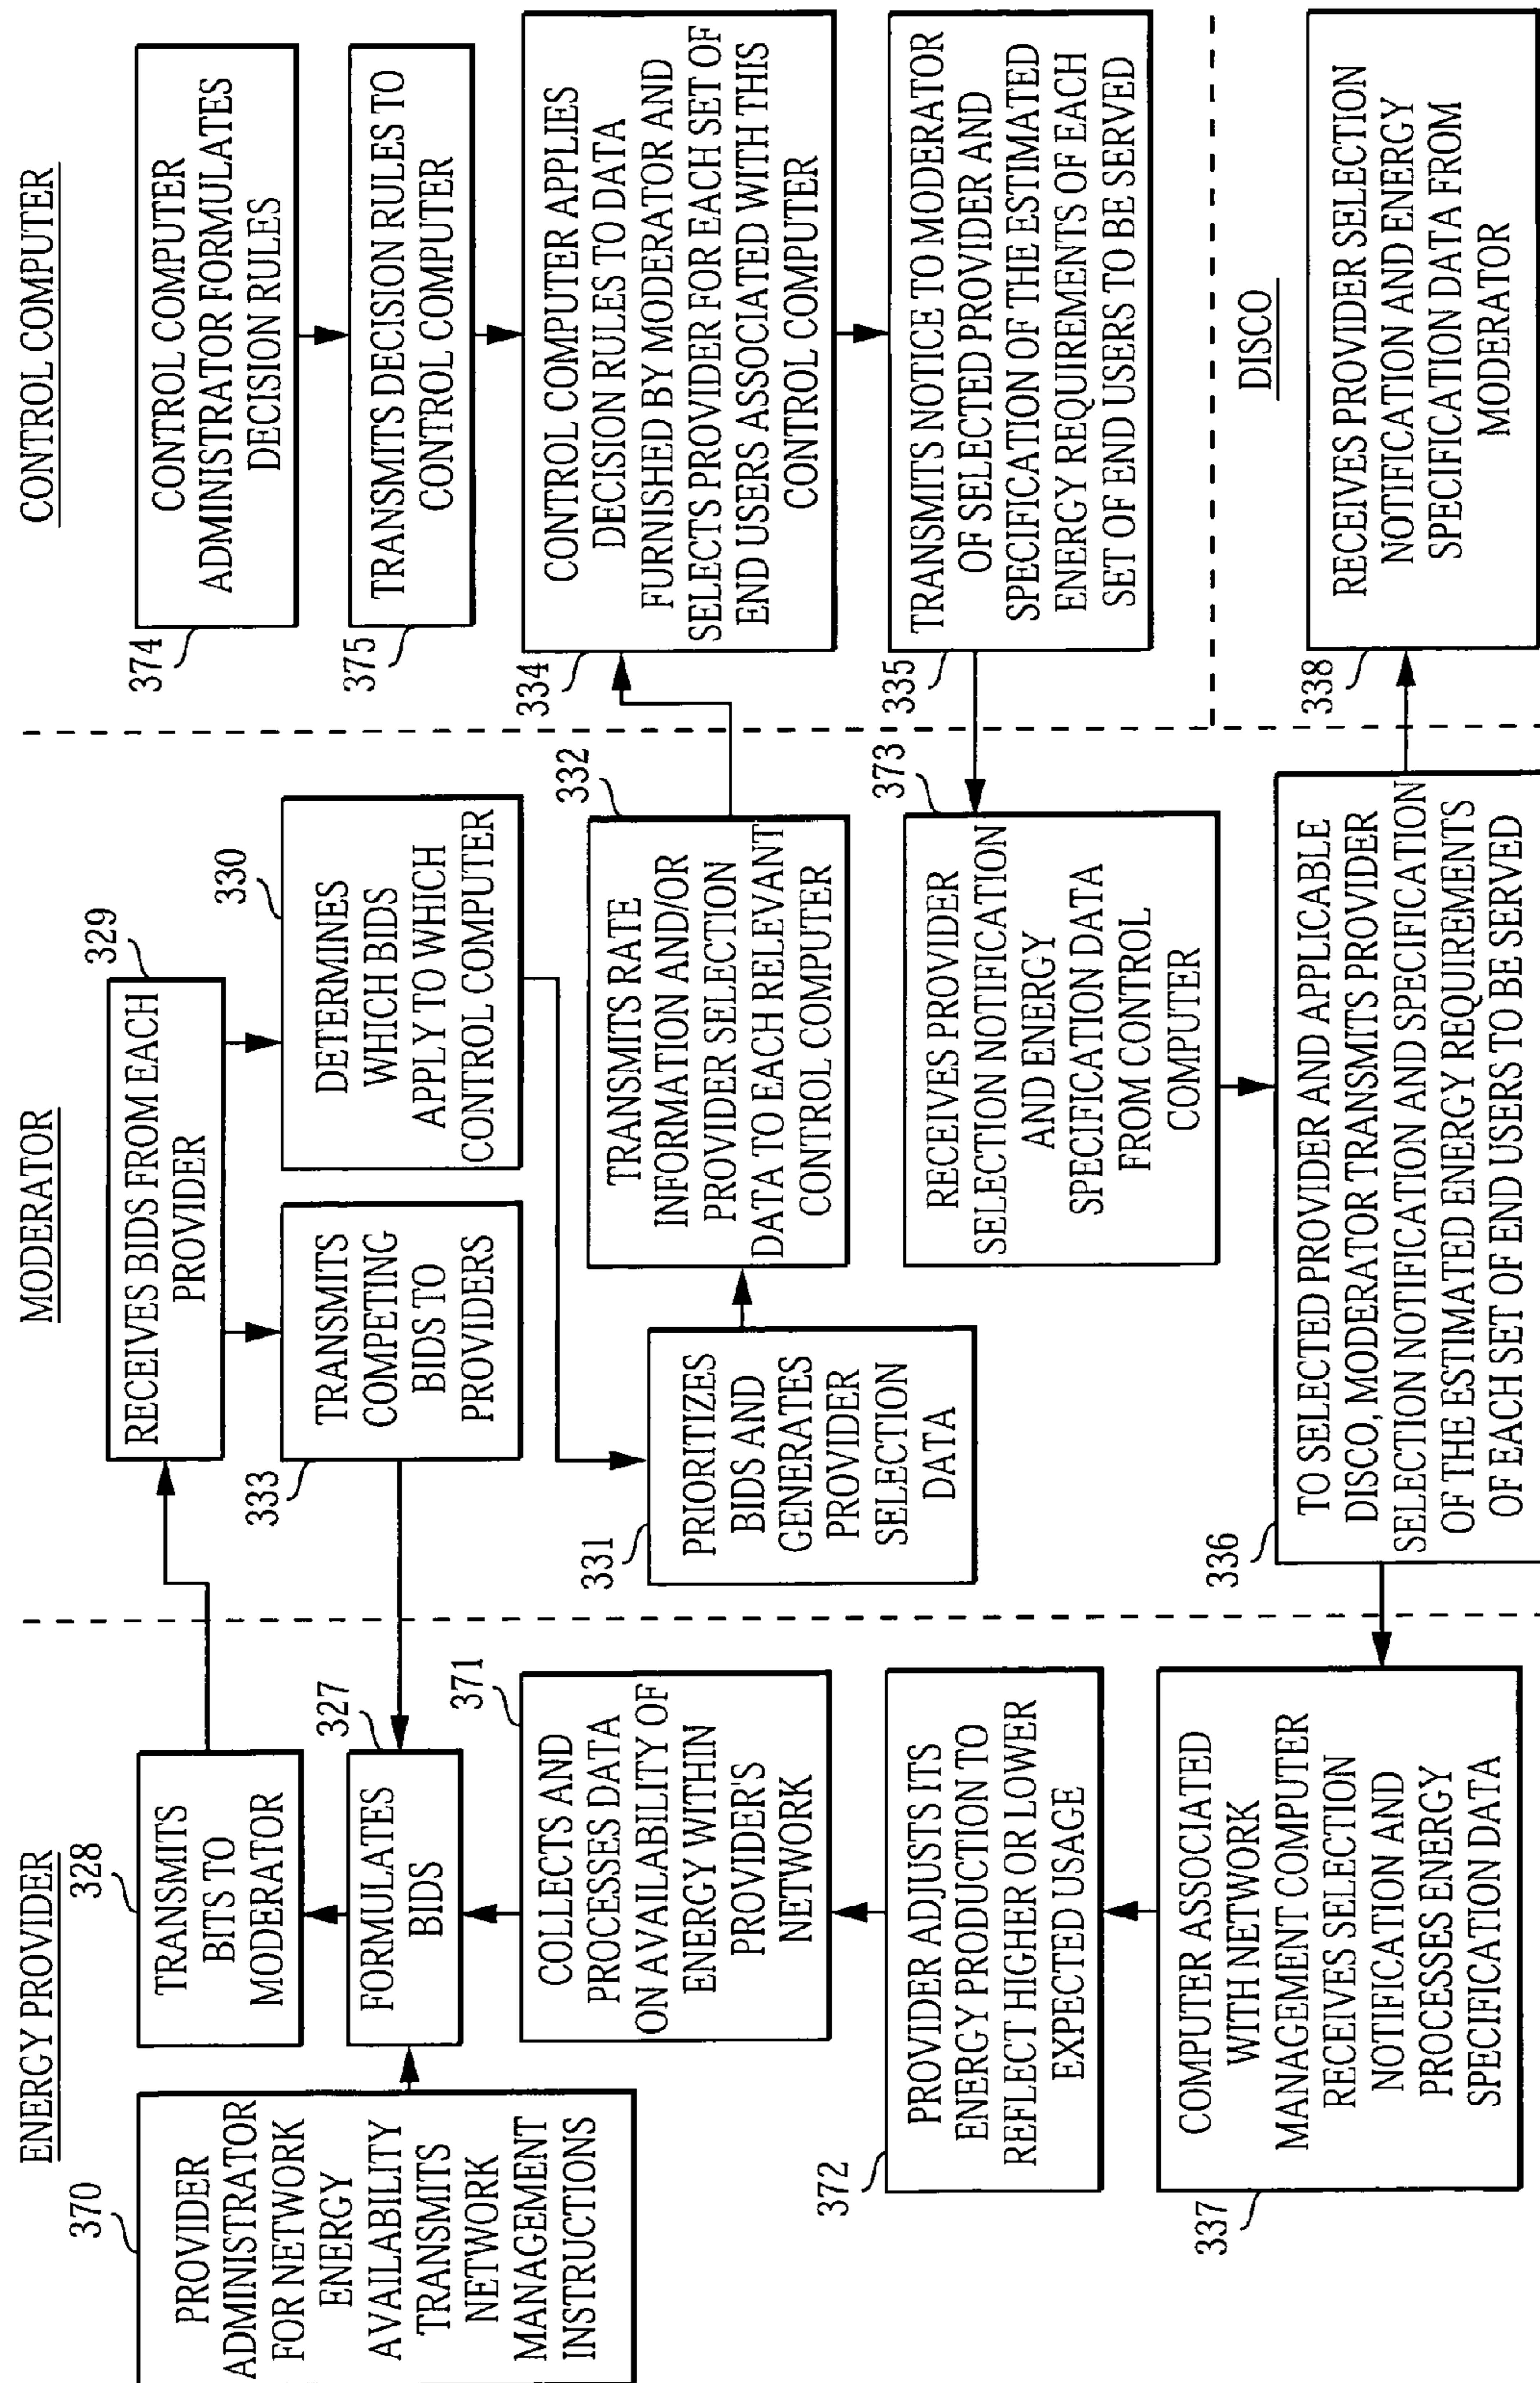 ENERGY PROVIDER
370
PROVIDER
ADMINISTRATOR
FOR NETWORK
ENERGY
AVAILABILITY
TRANSMITS
NETWORK
MANAGEMENT
INSTRUCTIONS
328
TRANSMITS
BITS TO
MODERATOR
327
FORMULATES
BIDS
371
COLLECTS AND
PROCESSES DATA
ON AVAILABILITY OF
ENERGY WITHIN
PROVIDER'S
NETWORK
372
PROVIDER ADJUSTS ITS
ENERGY PRODUCTION TO
REFLECT HIGHER OR LOWER
EXPECTED USAGE
337
COMPUTER ASSOCIATED
WITH NETWORK
MANAGEMENT COMPUTER
RECEIVES SELECTION
NOTIFICATION AND
PROCESSES ENERGY
SPECIFICATION DATA
MODERATOR
329
RECEIVES BIDS FROM EACH
PROVIDER
333
TRANSMITS
COMPETING
BIDS TO
PROVIDERS
330
DETERMINES
WHICH BIDS
APPLY TO WHICH
CONTROL COMPUTER
331
PRIORITIZES
BIDS AND
GENERATES
PROVIDER
SELECTION
DATA
332
TRANSMITS RATE
INFORMATION AND/OR
PROVIDER SELECTION
DATA TO EACH RELEVANT
CONTROL COMPUTER
373
RECEIVES PROVIDER
SELECTION NOTIFICATION
AND ENERGY
SPECIFICATION DATA
FROM CONTROL
COMPUTER
336
TO SELECTED PROVIDER AND APPLICABLE
DISCO, MODERATOR TRANSMITS PROVIDER
SELECTION NOTIFICATION AND SPECIFICATION
OF THE ESTIMATED ENERGY REQUIREMENTS
OF EACH SET OF END USERS TO BE SERVED
CONTROL COMPUTER
374
CONTROL COMPUTER
ADMINISTRATOR FORMULATES
DECISION RULES
375
TRANSMITS DECISION RULES TO
CONTROL COMPUTER
334
CONTROL COMPUTER APPLIES
DECISION RULES TO DATA
FURNISHED BY MODERATOR AND
SELECTS PROVIDER FOR EACH SET OF
END USERS ASSOCIATED WITH THIS
CONTROL COMPUTER
335
TRANSMITS NOTICE TO MODERATOR
OF SELECTED PROVIDER AND
SPECIFICATION OF THE ESTIMATED
ENERGY REQUIREMENTS OF EACH
SET OF END USERS TO BE SERVED
DISCO
338
RECEIVES PROVIDER SELECTION
NOTIFICATION AND ENERGY
SPECIFICATION DATA FROM
MODERATOR